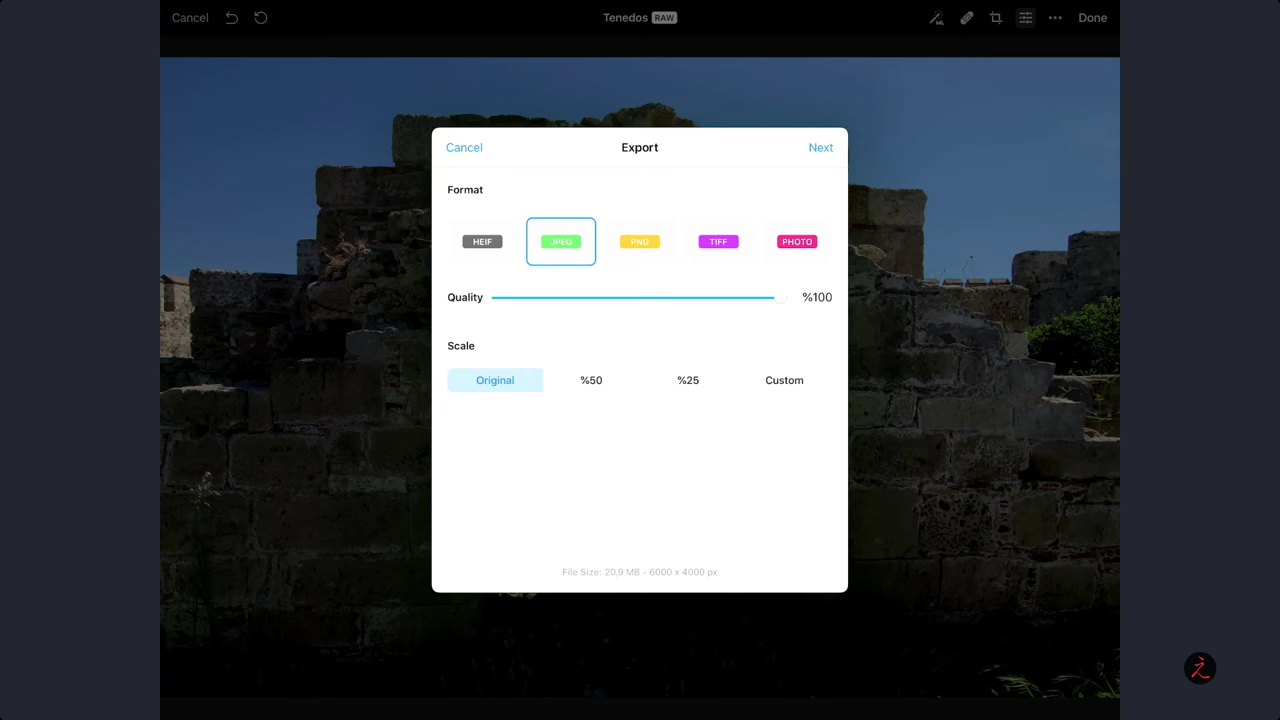 Cancel
Tenedos RAW
Done
Cancel
Export
Next
Format
HEIF
JPEG
PNG
TIFF
PHOTO
Quality
%100
Scale
Original
%50
%25
Custom
File Size: 20,9 MB - 6000 x 4000 px